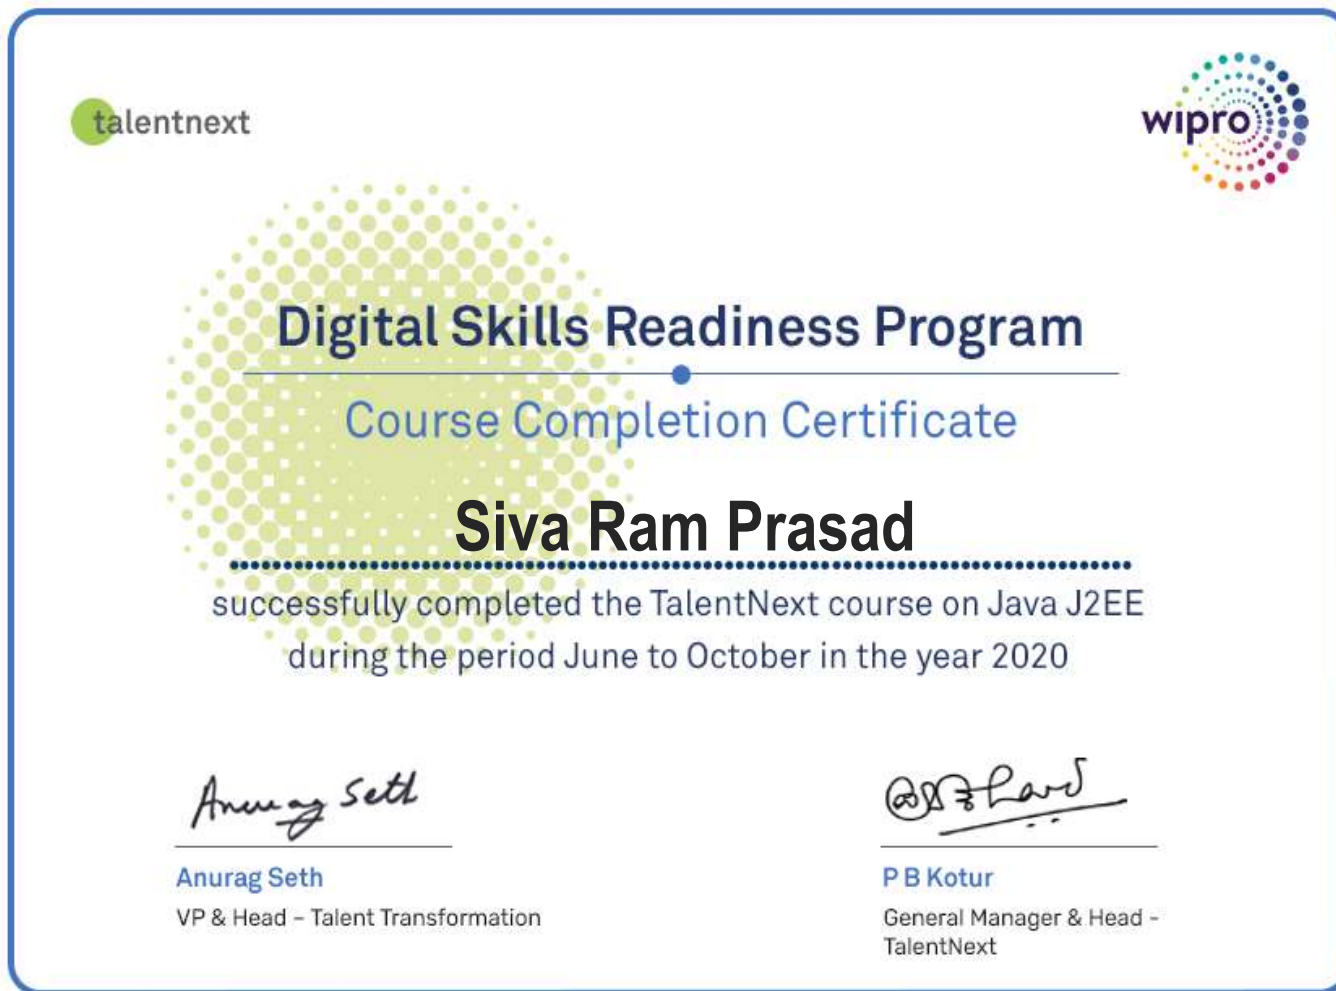 talentnext
wipro
Digital Skills Readiness Program
Course Completion Certificate
Siva Ram Prasad
successfully completed the TalentNext course on Java J2EE
during the period June to October in the year 2020
Anurag Seth
Anurag Seth
VP & Head – Talent Transformation
P B Kotur
General Manager & Head -
TalentNext